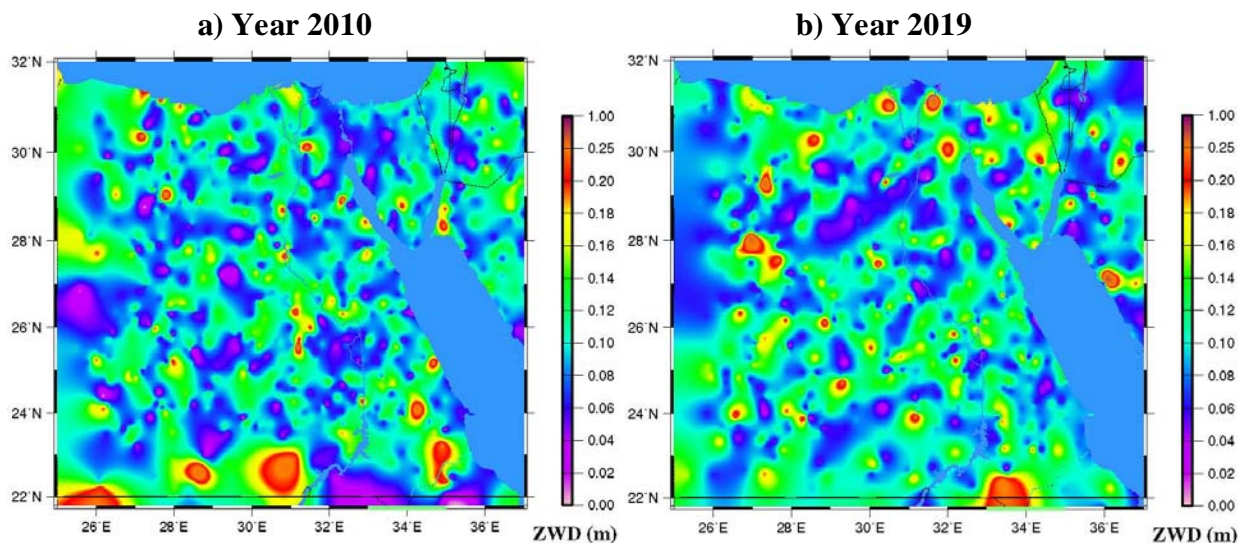 a) Year 2010
b) Year 2019
32˚N
30˚N
28˚N
26˚N
24˚N
22˚N
26˚E
28˚E
30˚E
32˚E
34˚E
36˚E
1.00
0.25
0.20
0.18
0.16
0.14
0.12
0.10
0.08
0.06
0.04
0.02
0.00
ZWD (m)
32˚N
30˚N
28˚N
26˚N
24˚N
22˚N
26˚E
28˚E
30˚E
32˚E
34˚E
36˚E
1.00
0.25
0.20
0.18
0.16
0.14
0.12
0.10
0.08
0.06
0.04
0.02
0.00
ZWD (m)